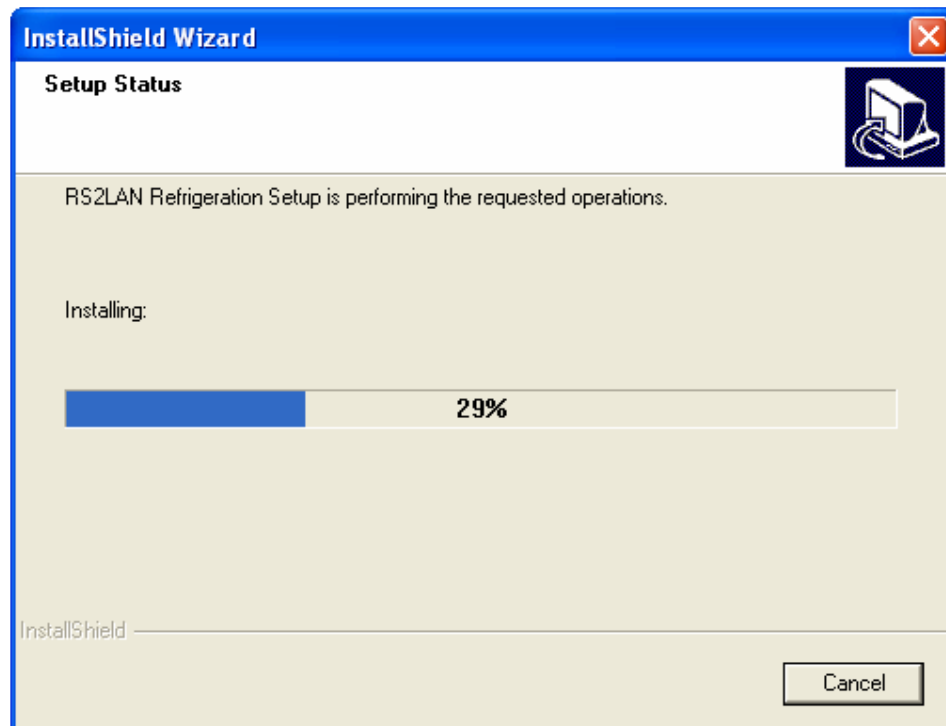 InstallShield Wizard
Setup Status
RS2LAN Refrigeration Setup is performing the requested operations.
Installing:
29%
InstallShield
Cancel